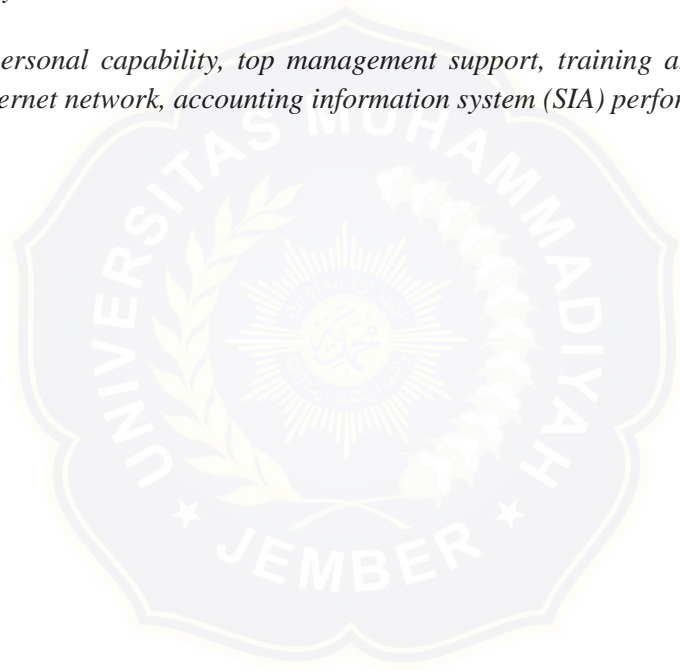 ersonal capability, top management support, training a
ernet network, accounting information system (SIA) perfor
UNIVERSITAS MUHAMMADIYAH
★ JEMBER ★